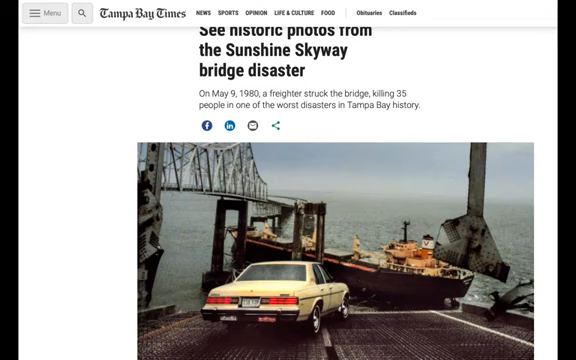 Menu
Tampa Bay Times
NEWS SPORTS OPINION LIFE & CULTURE FOOD Obituaries Classifieds
See historic photos from
the Sunshine Skyway
bridge disaster
On May 9, 1980, a freighter struck the bridge, killing 35
people in one of the worst disasters in Tampa Bay history.